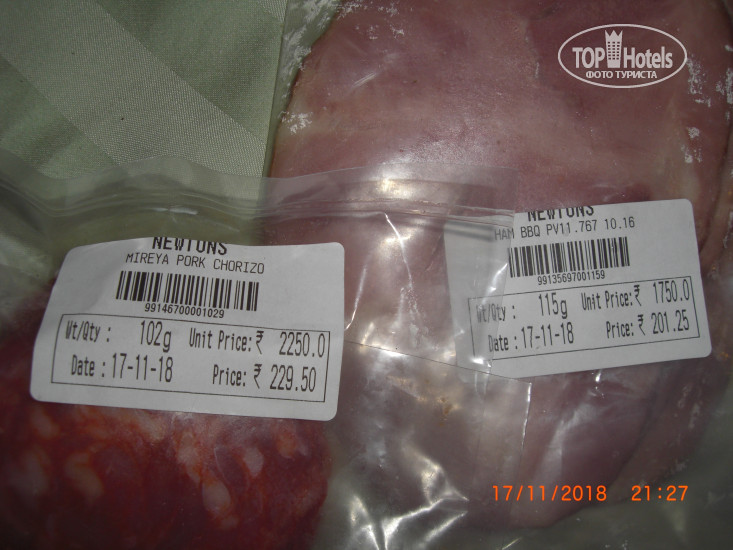 TOP Hotels
ФОТО ТУРИСТА
NEWTONS
MIREYA PORK CHORIZO
99146700001029
Wt/Qty : 102g Unit Price:₹ 2250.0
Date : 17-11-18 Price: ₹ 229.50
NEWTONS
HAM BBQ PV11.767 10.16
99135697001159
Wt/Qty : 115g Unit Price:₹ 1750.0
Date : 17-11-18 Price: ₹ 201.25
17/11/2018 21:27